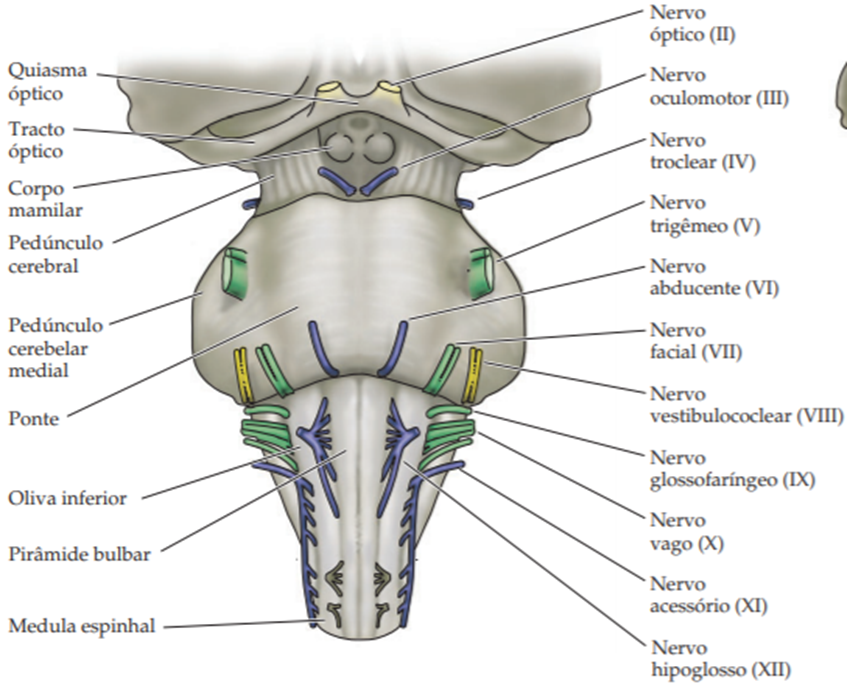 Quiasma
óptico
Tracto
óptico
Corpo
mamilar
Pedúnculo
cerebral
Pedúnculo
cerebelar
medial
Ponte
Oliva inferior
Pirâmide bulbar
Medula espinhal
Nervo
óptico (II)
Nervo
oculomotor (III)
Nervo
troclear (IV)
Nervo
trigêmeo (V)
Nervo
abducente (VI)
Nervo
facial (VII)
Nervo
vestibulococlear (VIII)
Nervo
glossofaríngeo (IX)
Nervo
vago (X)
Nervo
acessório (XI)
Nervo
hipoglosso (XII)